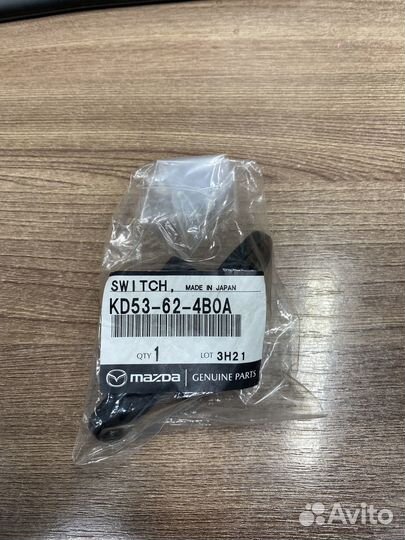 SWITCH, MADE IN JAPAN
KD53-62-4B0A
QTY 1 LOT 3H21
mazda GENUINE PARTS
Avito